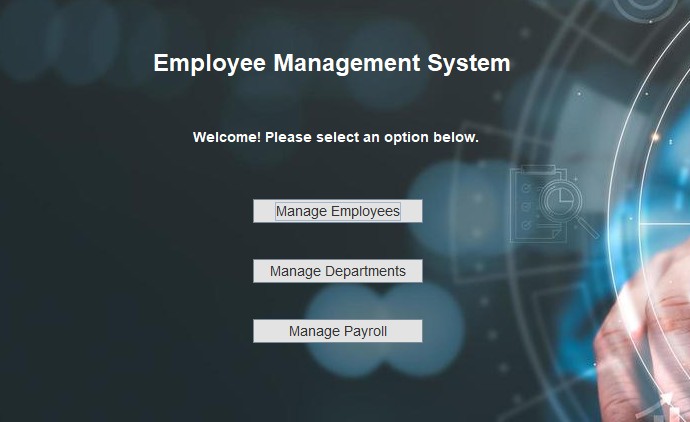 Employee Management System
Welcome! Please select an option below.
Manage Employees
Manage Departments
Manage Payroll